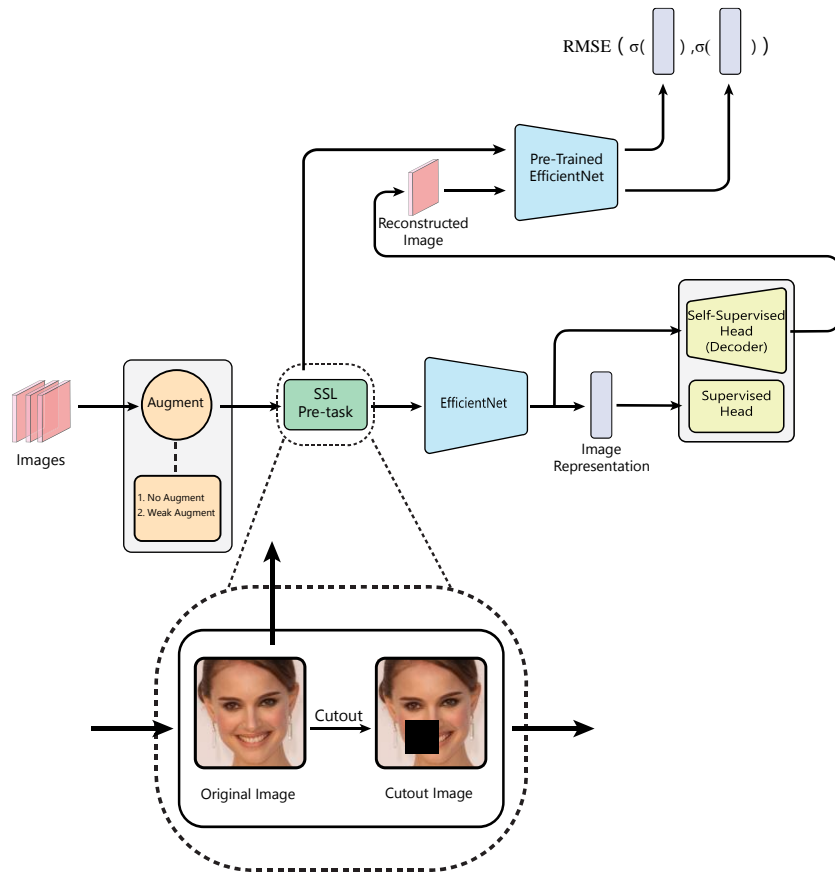 RMSE ( σ( ) ,σ( ) )
Pre-Trained
EfficientNet
Reconstructed
Image
Self-Supervised
Head
(Decoder)
Augment
SSL
Pre-task
EfficientNet
Supervised
Head
Images
Image
Representation
1. No Augment
2. Weak Augment
Cutout
Original Image
Cutout Image